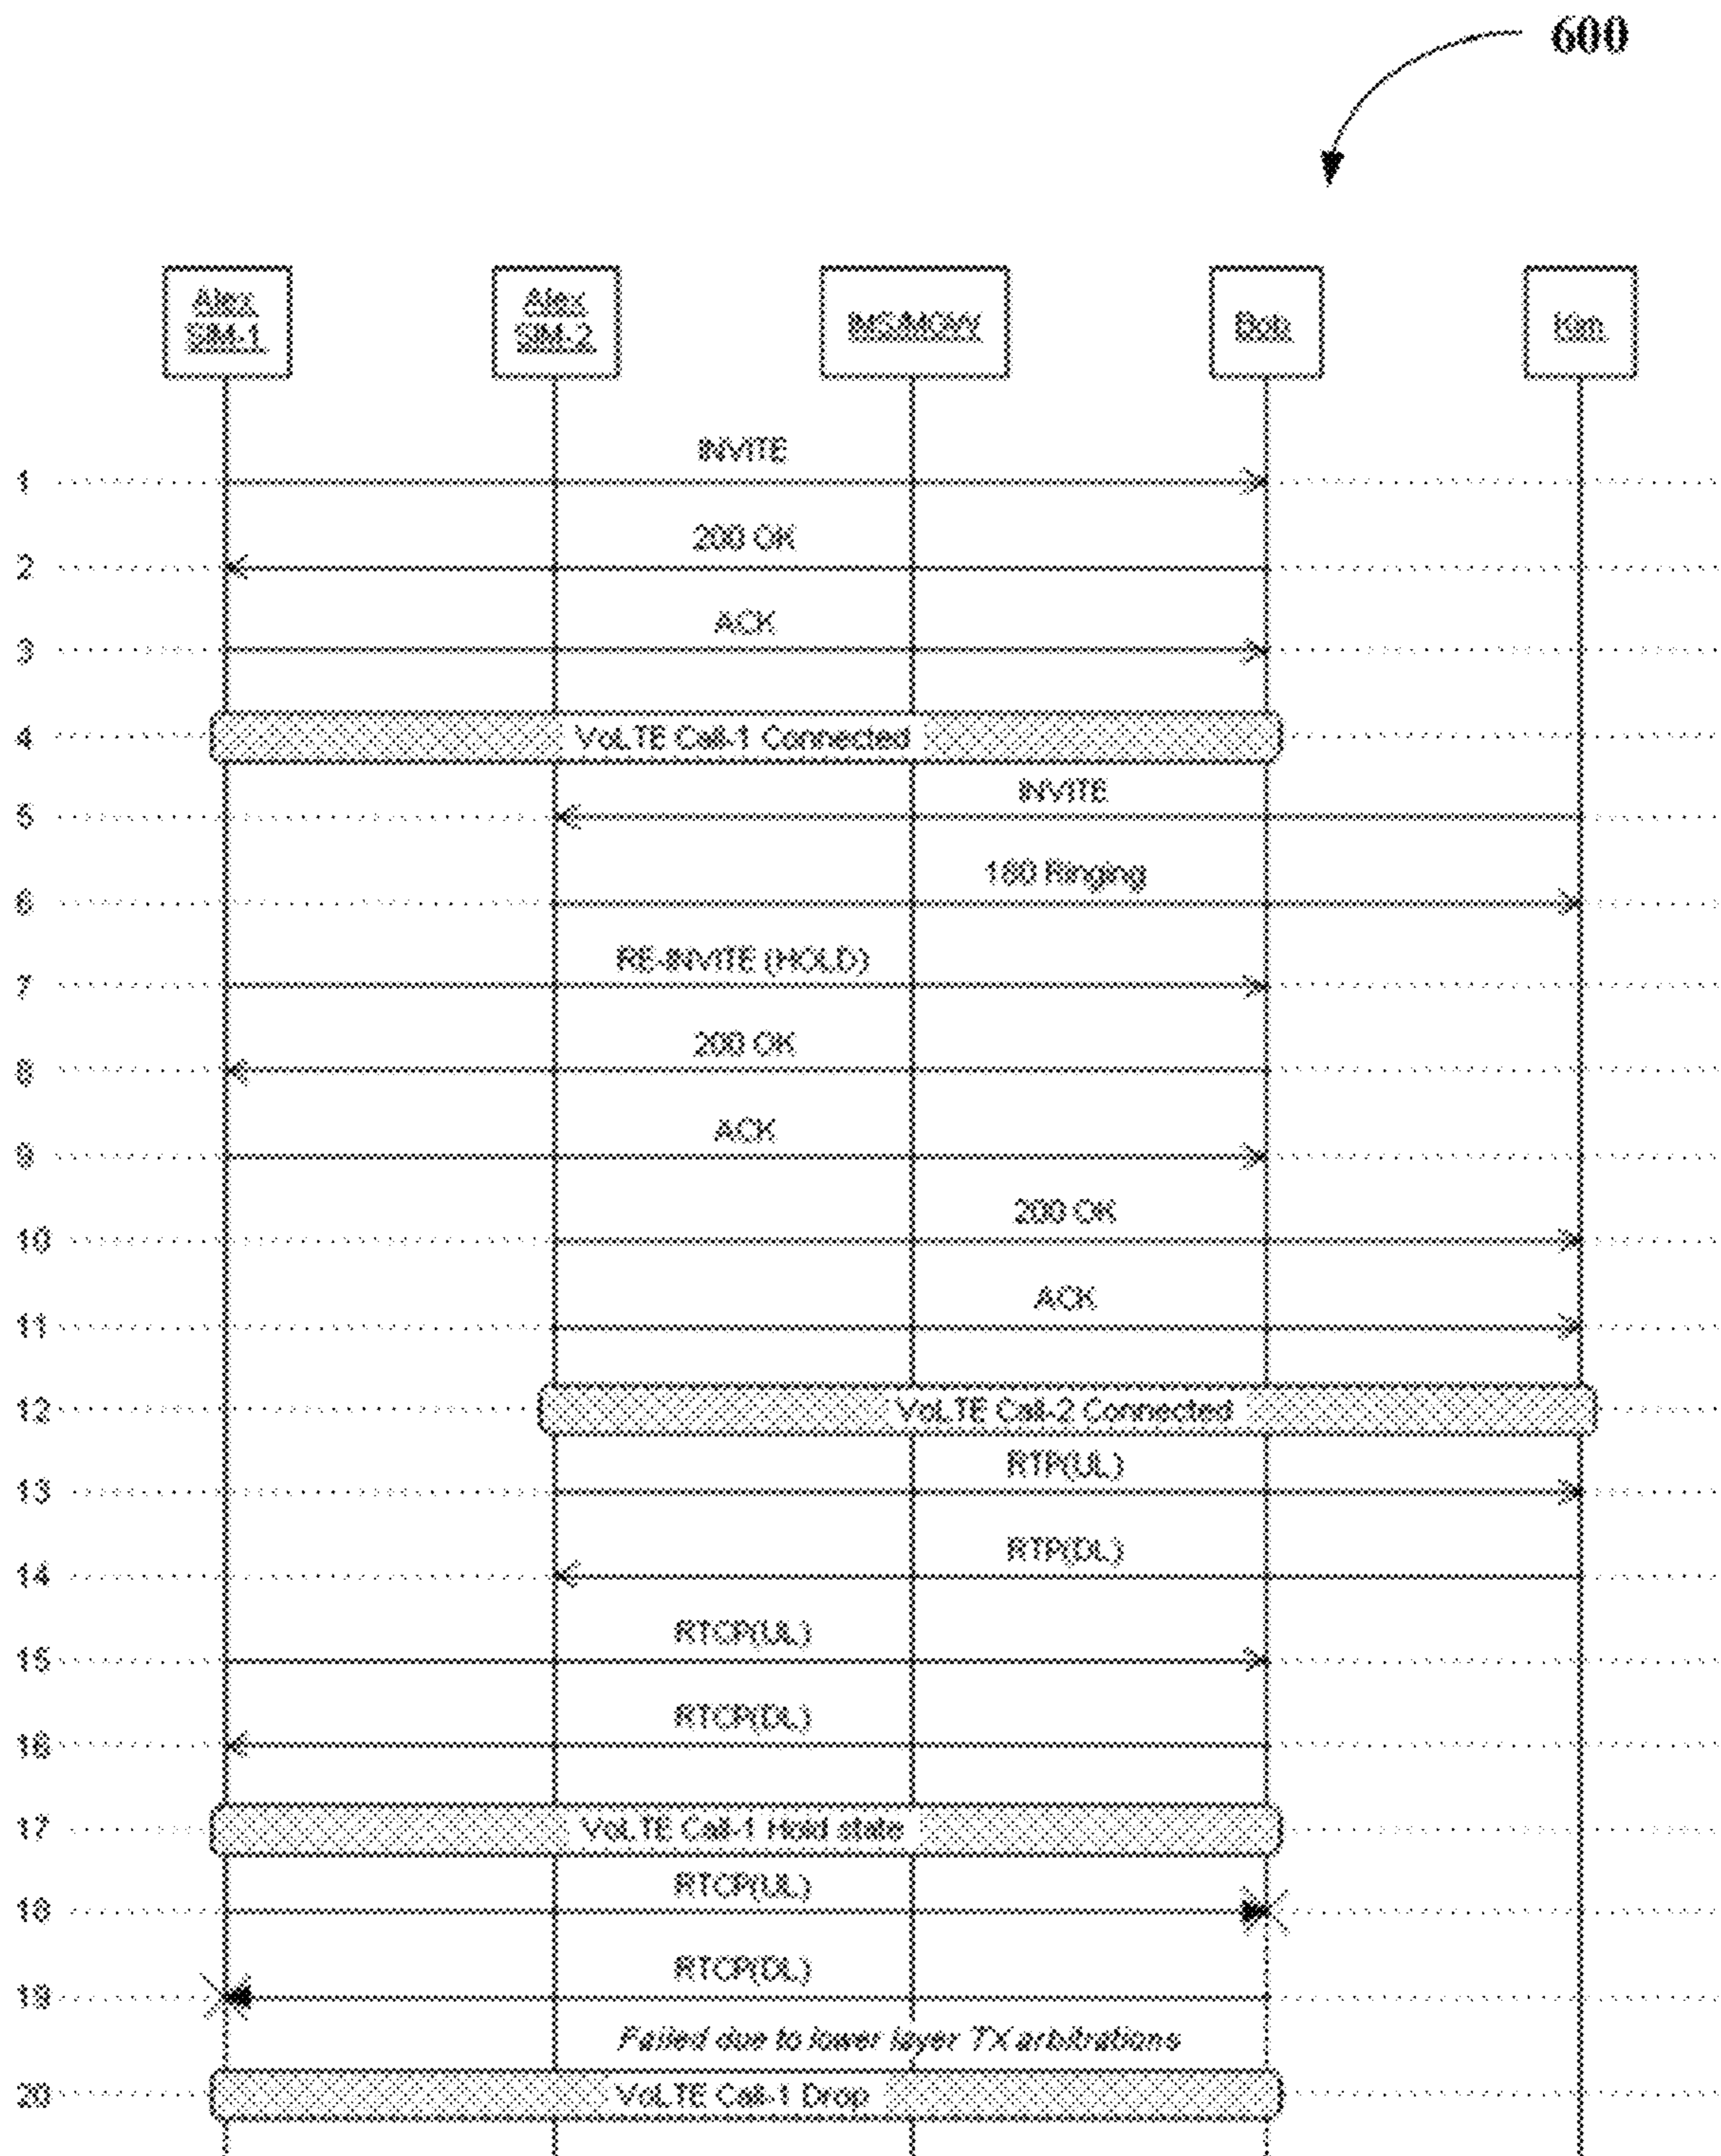 600
Alex
SIM-1
Alex
SIM-2
IMS/MGW
Bob
Kim
INVITE
1
200 OK
2
ACK
3
4
VoLTE Call-1 Connected
INVITE
5
180 Ringing
6
RE-INVITE (HOLD)
7
200 OK
8
ACK
9
200 OK
10
ACK
11
12
VoLTE Call-2 Connected
RTP(UL)
13
RTP(DL)
14
RTCP(UL)
15
RTCP(DL)
16
17
VoLTE Call-1 Hold state
RTCP(UL)
18
RTCP(DL)
19
Failed due to lower layer TX arbitrations
20
VoLTE Call-1 Drop